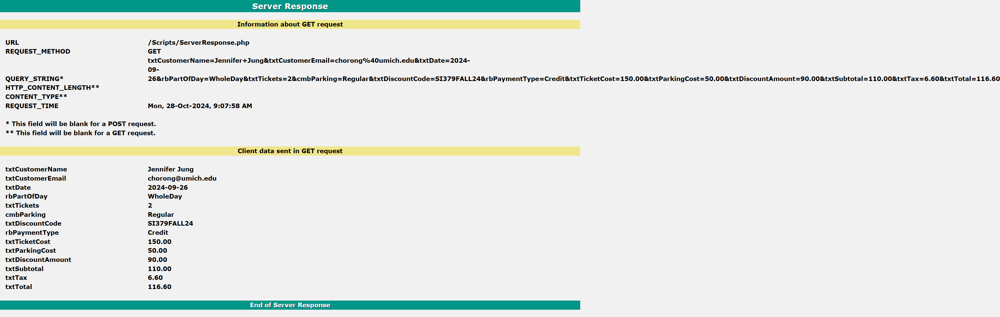 Server Response
Information about GET request
URL /Scripts/ServerResponse.php
REQUEST_METHOD GET
txtCustomerName=Jennifer+Jung&txtCustomerEmail=chorong%40umich.edu&txtDate=2024-
09-
QUERY_STRING* 26&rbPartOfDay=WholeDay&txtTickets=2&cmbParking=Regular&txtDiscountCode=SI379FALL24&rbPaymentType=Credit&txtTicketCost=150.00&txtParkingCost=50.00&txtDiscountAmount=90.00&txtSubtotal=110.00&txtTax=6.60&txtTotal=116.60
HTTP_CONTENT_LENGTH**
CONTENT_TYPE**
REQUEST_TIME Mon, 28-Oct-2024, 9:07:58 AM
* This field will be blank for a POST request.
** This field will be blank for a GET request.
Client data sent in GET request
txtCustomerName Jennifer Jung
txtCustomerEmail chorong@umich.edu
txtDate 2024-09-26
rbPartOfDay WholeDay
txtTickets 2
cmbParking Regular
txtDiscountCode SI379FALL24
rbPaymentType Credit
txtTicketCost 150.00
txtParkingCost 50.00
txtDiscountAmount 90.00
txtSubtotal 110.00
txtTax 6.60
txtTotal 116.60
End of Server Response